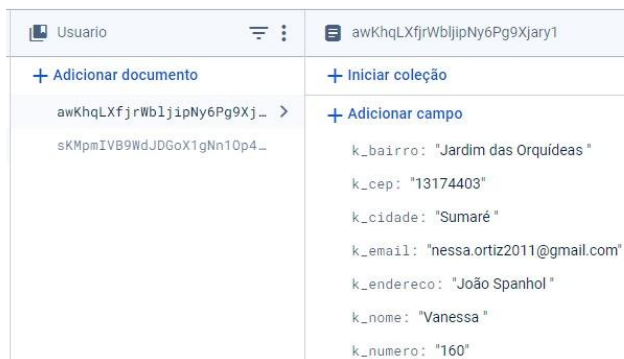 Usuario
+ Adicionar documento
awKhqLXfjrWbljipNy6Pg9Xj…
sKMpmIVB9WdJDGoX1gNn1Op4…
awKhqLXfjrWbljipNy6Pg9Xjary1
+ Iniciar coleção
+ Adicionar campo
k_bairro: "Jardim das Orquídeas "
k_cep: "13174403"
k_cidade: "Sumaré "
k_email: "nessa.ortiz2011@gmail.com"
k_endereco: "João Spanhol "
k_nome: "Vanessa "
k_numero: "160"